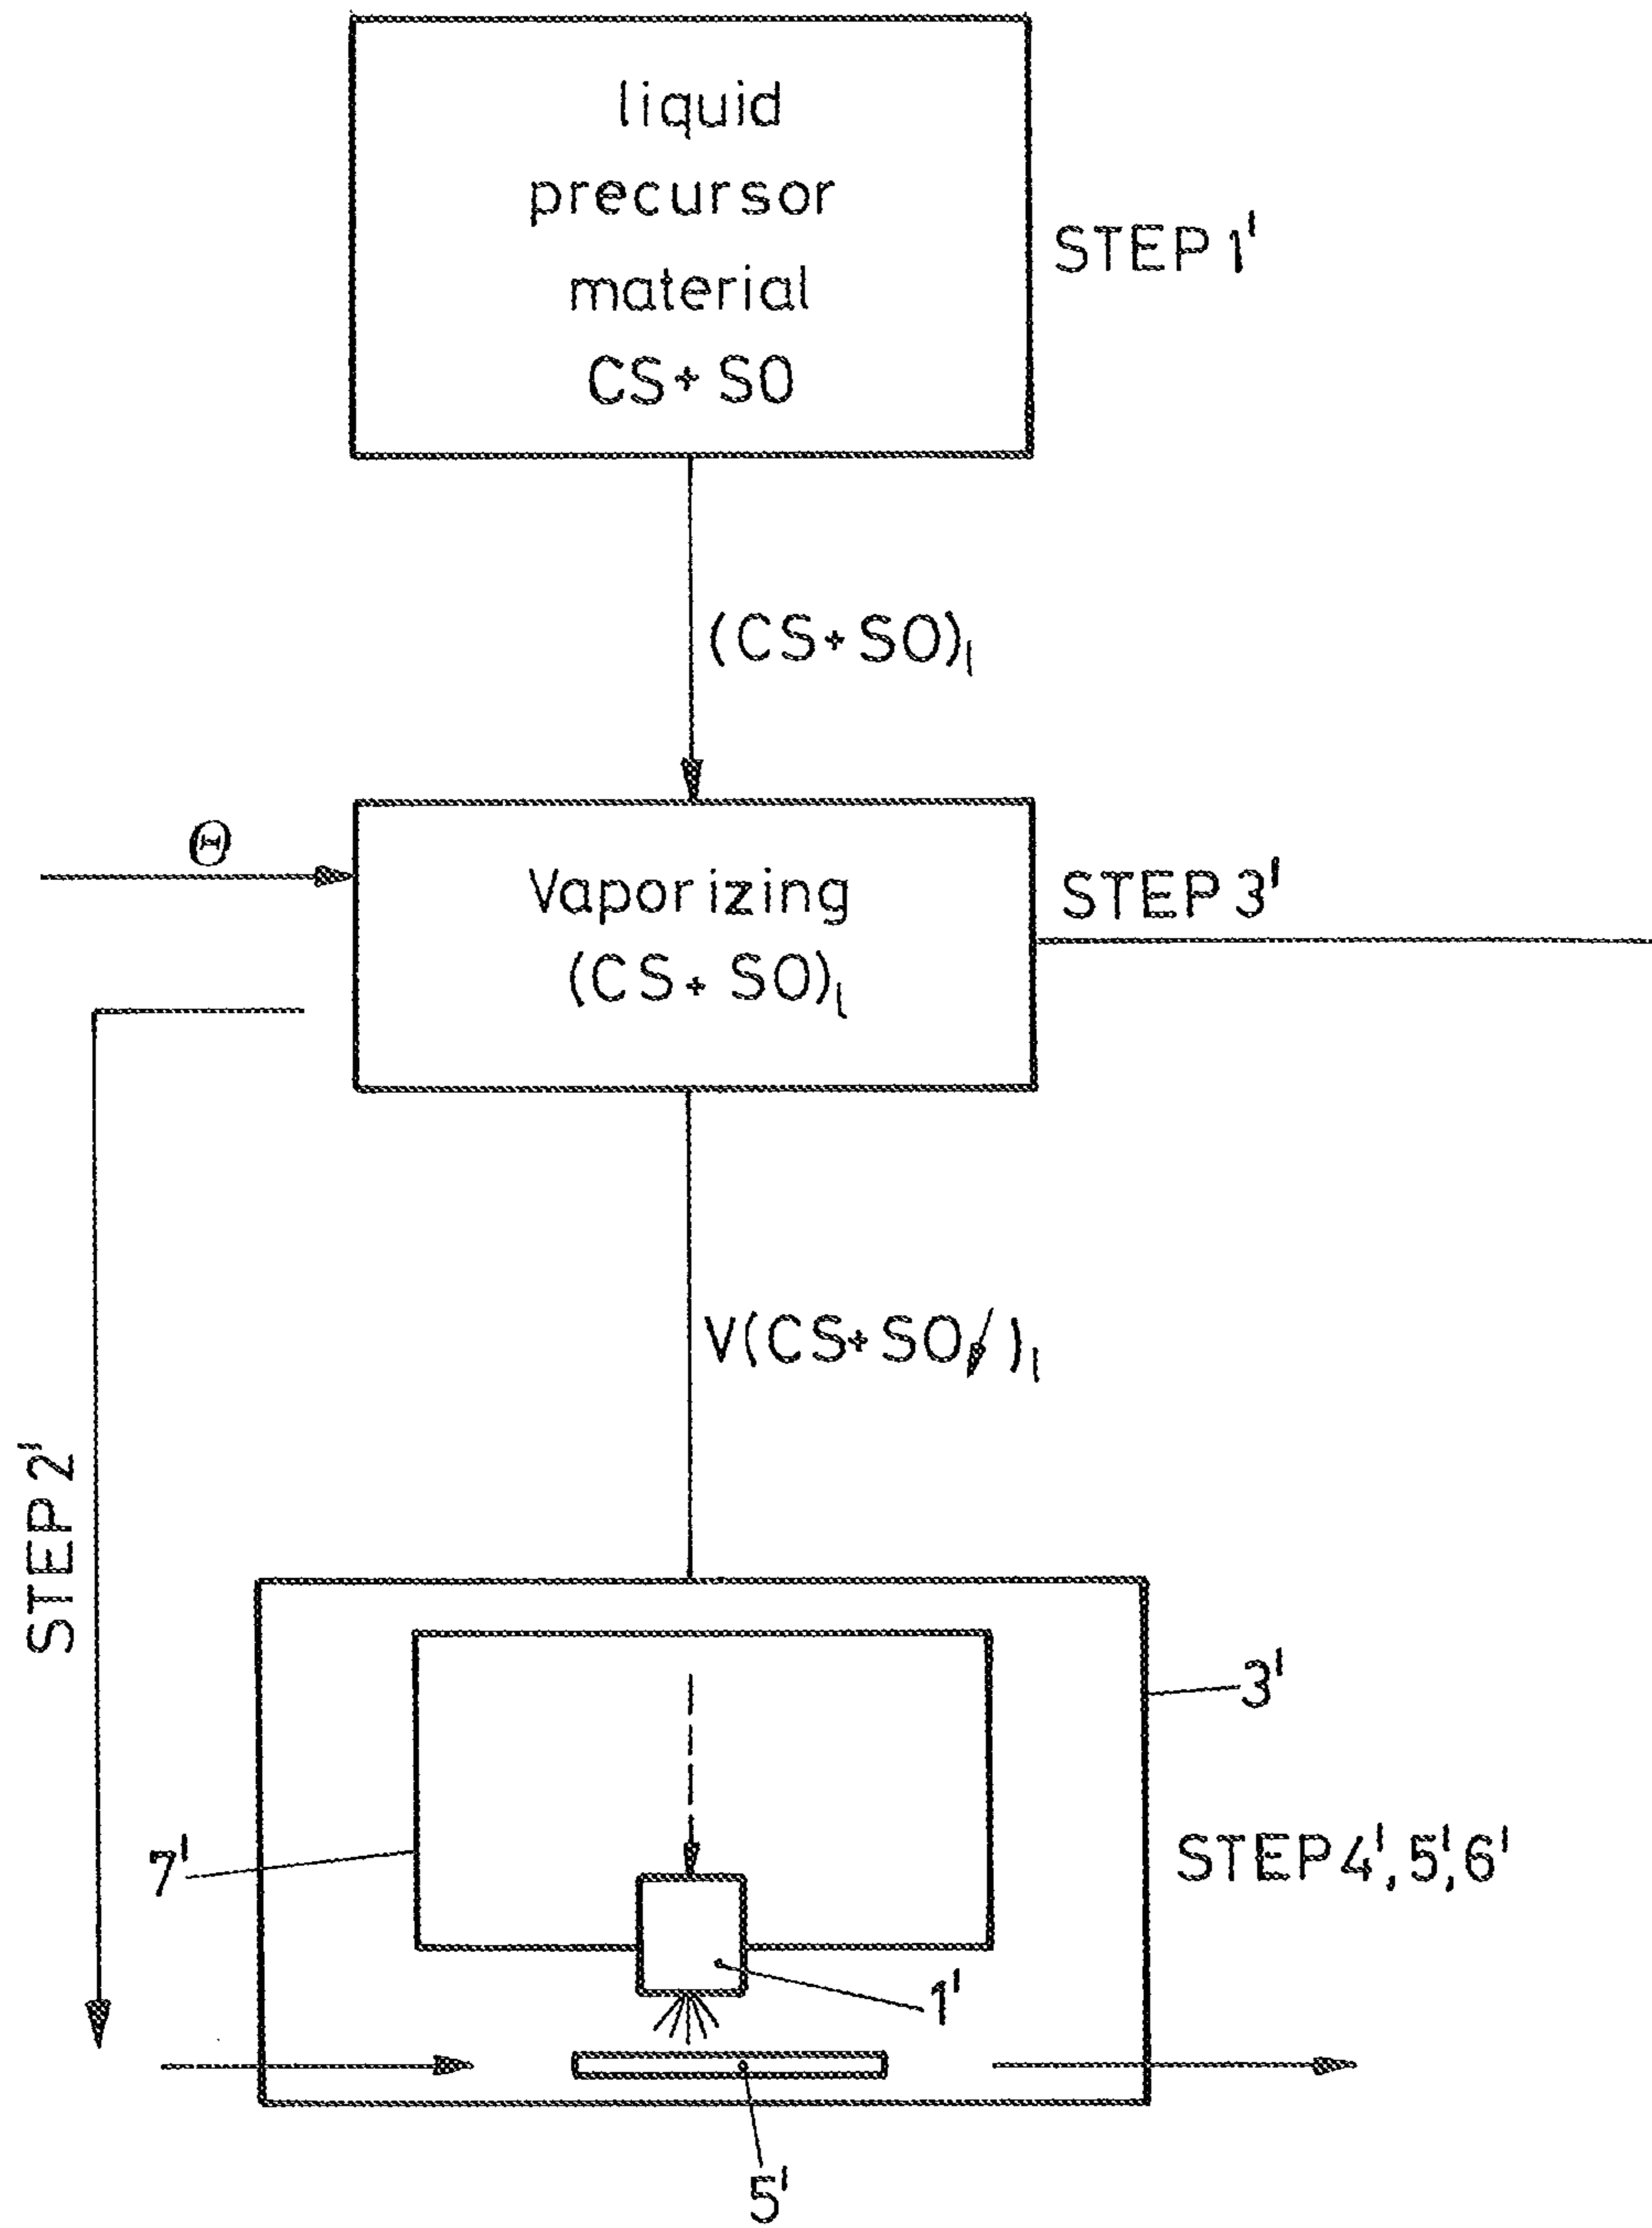 liquid
precursor
material
CS+ SO
STEP 1'
(CS+SO)l
Θ
Vaporizing
(CS+ SO)l
STEP 3'
V(CS+SO↙)l
STEP 2'
3'
7'
STEP 4', 5', 6'
1'
5'